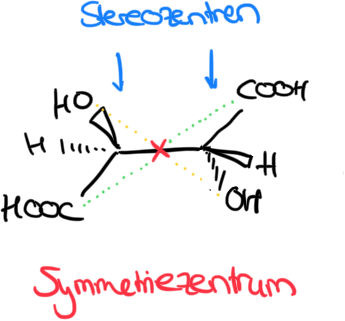 Stereozentren
HO
COOH
H
H
HOOC
OH
Symmetriezentrum